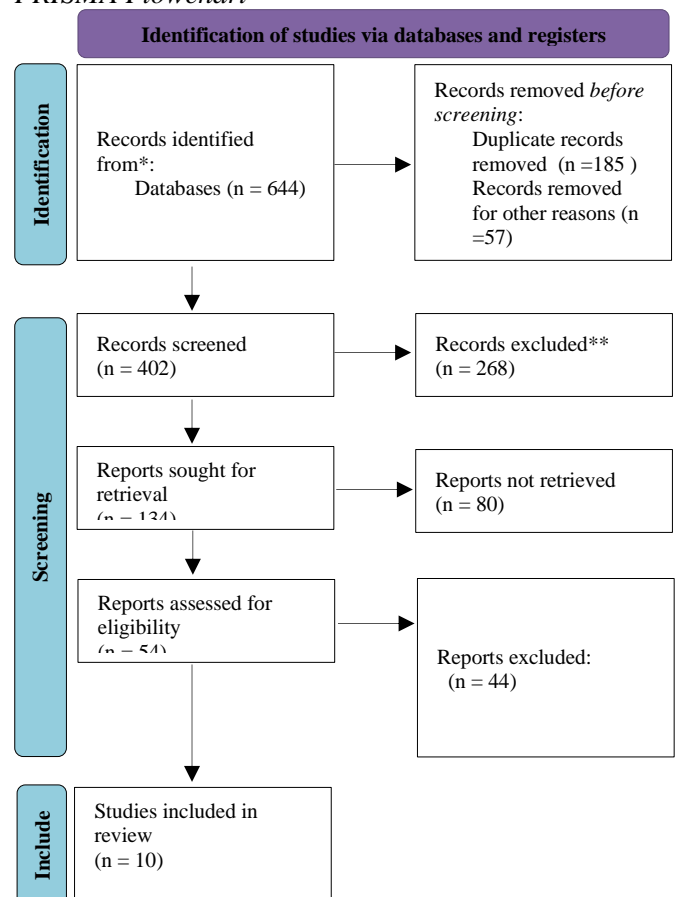 PRISMA Flowchart
Identification of studies via databases and registers
Identification
Records identified
from*:
Databases (n = 644)
Records removed before
screening:
Duplicate records
removed (n =185 )
Records removed
for other reasons (n
=57)
Screening
Records screened
(n = 402)
Records excluded**
(n = 268)
Reports sought for
retrieval
(n = 134)
Reports not retrieved
(n = 80)
Reports assessed for
eligibility
(n = 54)
Reports excluded:
(n = 44)
Include
Studies included in
review
(n = 10)